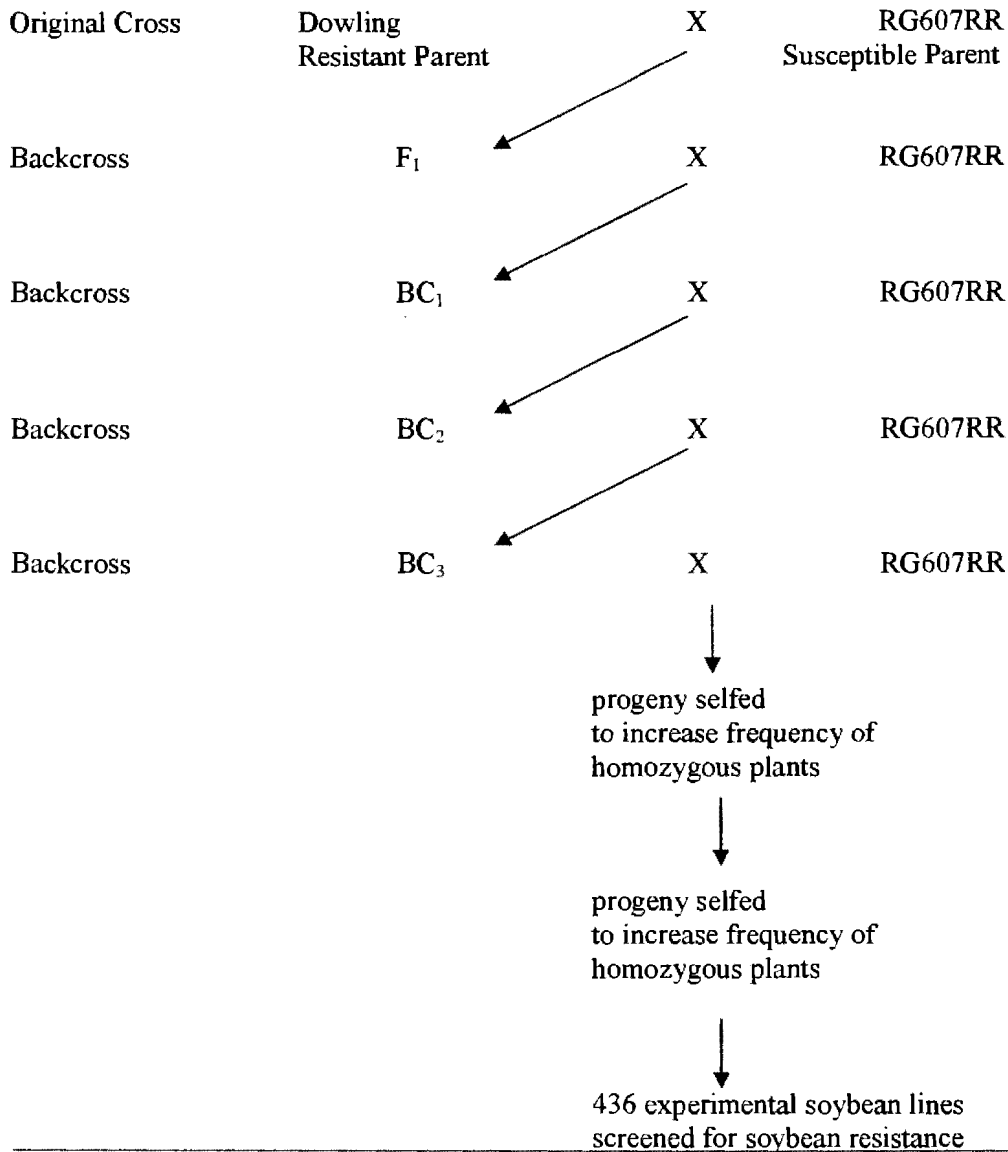 Original Cross Dowling X RG607RR
Resistant Parent Susceptible Parent
Backcross F₁ X RG607RR
Backcross BC₁ X RG607RR
Backcross BC₂ X RG607RR
Backcross BC₃ X RG607RR
progeny selfed
to increase frequency of
homozygous plants
progeny selfed
to increase frequency of
homozygous plants
436 experimental soybean lines
screened for soybean resistance